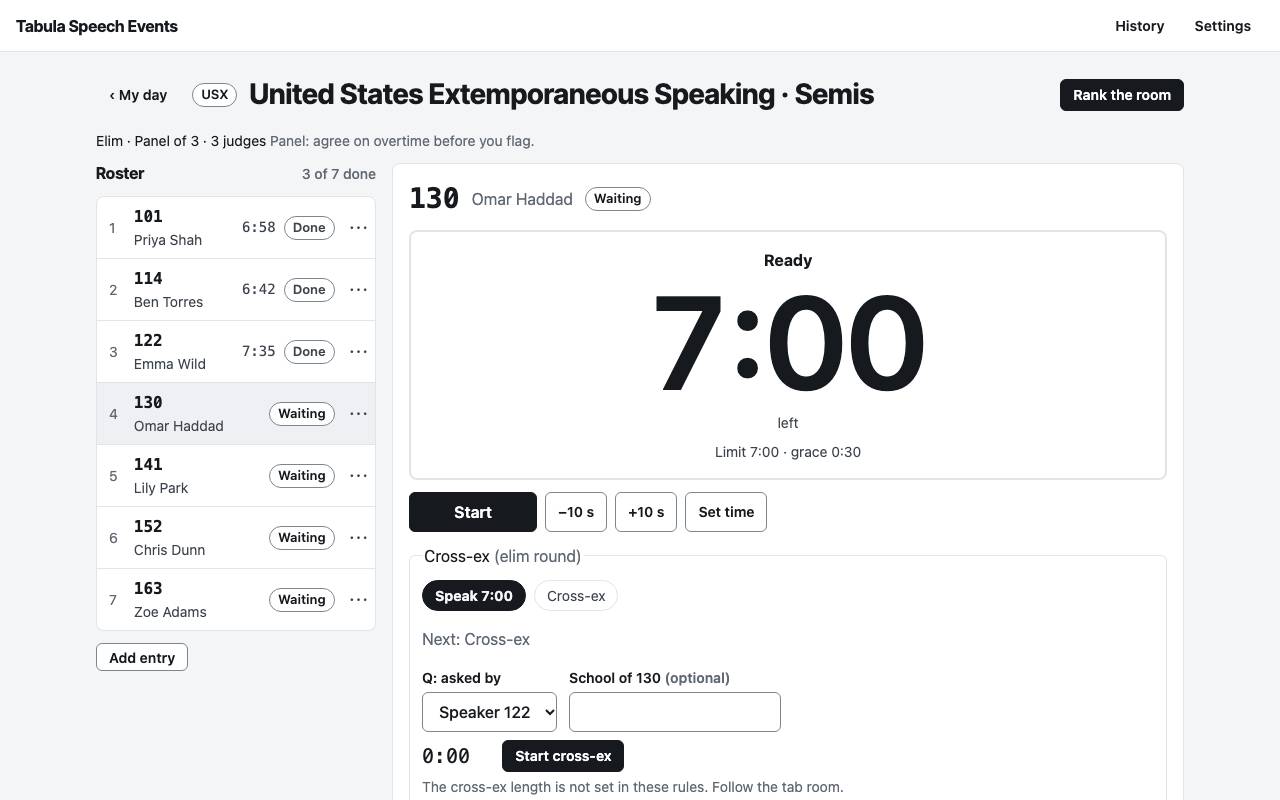 Tabula Speech Events
History
Settings
‹ My day
USX
United States Extemporaneous Speaking · Semis
Rank the room
Elim · Panel of 3 · 3 judges Panel: agree on overtime before you flag.
Roster
3 of 7 done
1
101
Priya Shah
6:58
Done
···
2
114
Ben Torres
6:42
Done
···
3
122
Emma Wild
7:35
Done
···
4
130
Omar Haddad
Waiting
···
5
141
Lily Park
Waiting
···
6
152
Chris Dunn
Waiting
···
7
163
Zoe Adams
Waiting
···
Add entry
130 Omar Haddad Waiting
Ready
7:00
left
Limit 7:00 · grace 0:30
Start
−10 s
+10 s
Set time
Cross-ex (elim round)
Speak 7:00
Cross-ex
Next: Cross-ex
Q: asked by
Speaker 122
School of 130 (optional)
0:00
Start cross-ex
The cross-ex length is not set in these rules. Follow the tab room.